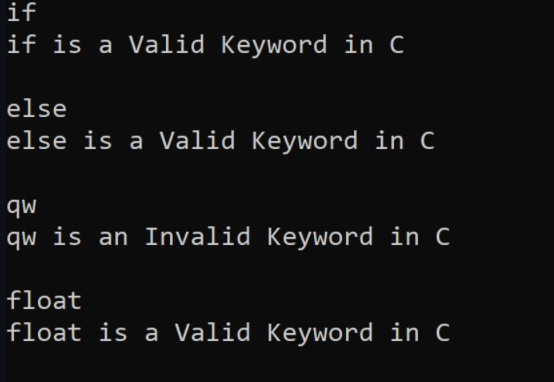 if
if is a Valid Keyword in C
else
else is a Valid Keyword in C
qw
qw is an Invalid Keyword in C
float
float is a Valid Keyword in C